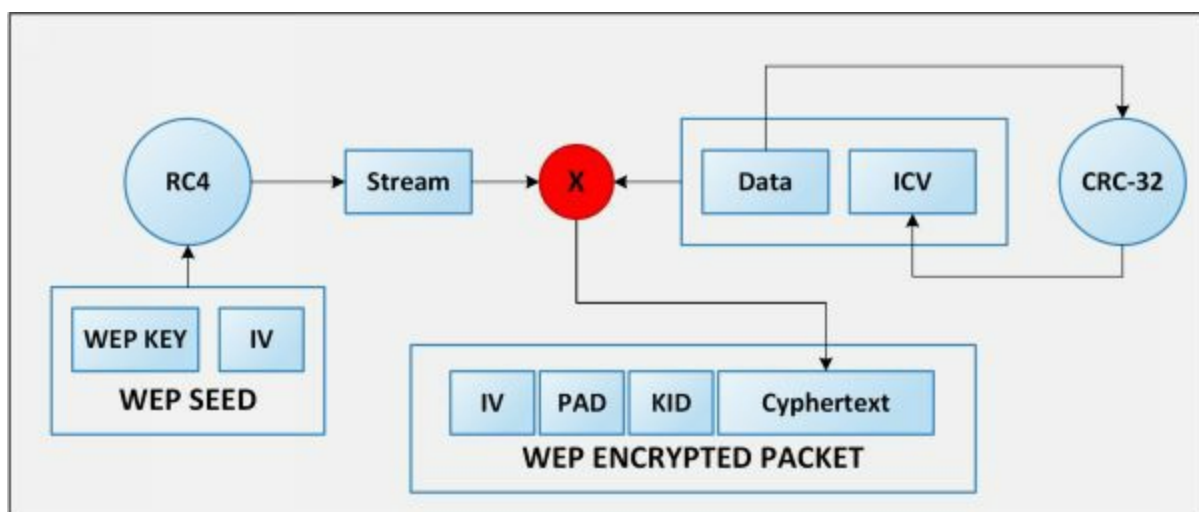 RC4
Stream
X
Data
ICV
CRC-32
WEP KEY
IV
WEP SEED
IV
PAD
KID
Cyphertext
WEP ENCRYPTED PACKET